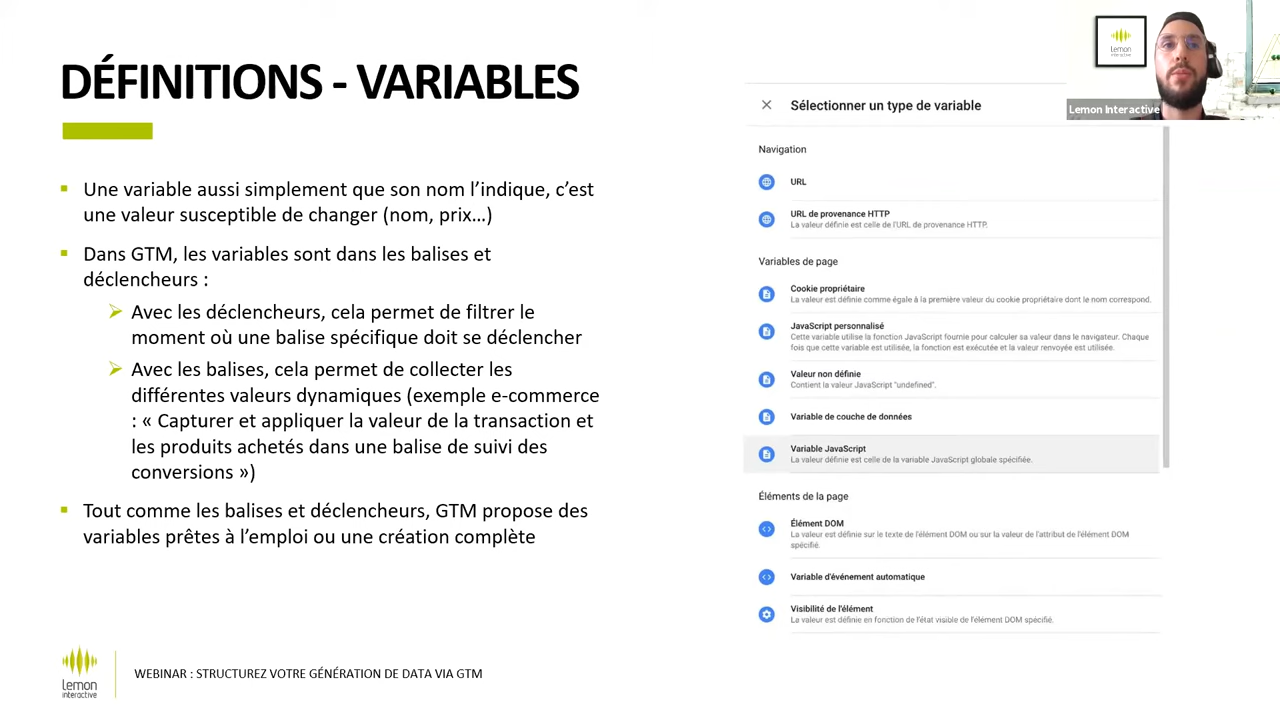 DÉFINITIONS - VARIABLES
Une variable aussi simplement que son nom l'indique, c'est
une valeur susceptible de changer (nom, prix…)
Dans GTM, les variables sont dans les balises et
déclencheurs :
Avec les déclencheurs, cela permet de filtrer le
moment où une balise spécifique doit se déclencher
Avec les balises, cela permet de collecter les
différentes valeurs dynamiques (exemple e-commerce
: « Capturer et appliquer la valeur de la transaction et
les produits achetés dans une balise de suivi des
conversions »)
Tout comme les balises et déclencheurs, GTM propose des
variables prêtes à l'emploi ou une création complète
lemon
interactive
WEBINAR : STRUCTUREZ VOTRE GÉNÉRATION DE DATA VIA GTM
Sélectionner un type de variable
Navigation
URL
URL de provenance HTTP
La valeur définie est celle de l'URL de provenance HTTP.
Variables de page
Cookie propriétaire
La valeur est définie comme égale à la première valeur du cookie propriétaire dont le nom correspond.
JavaScript personnalisé
Cette variable utilise la fonction JavaScript fournie pour calculer sa valeur dans le navigateur. Chaque
fois que cette variable est utilisée, la fonction est exécutée et la valeur renvoyée est utilisée.
Valeur non définie
Contient la valeur JavaScript "undefined".
Variable de couche de données
Variable JavaScript
La valeur définie est celle de la variable JavaScript globale spécifiée.
Éléments de la page
Élément DOM
La valeur est définie sur le texte de l'élément DOM ou sur la valeur de l'attribut de l'élément DOM
spécifié.
Variable d'événement automatique
Visibilité de l'élément
La valeur est définie en fonction de l'état visible de l'élément DOM spécifié.
lemon
interactive
Lemon Interactive